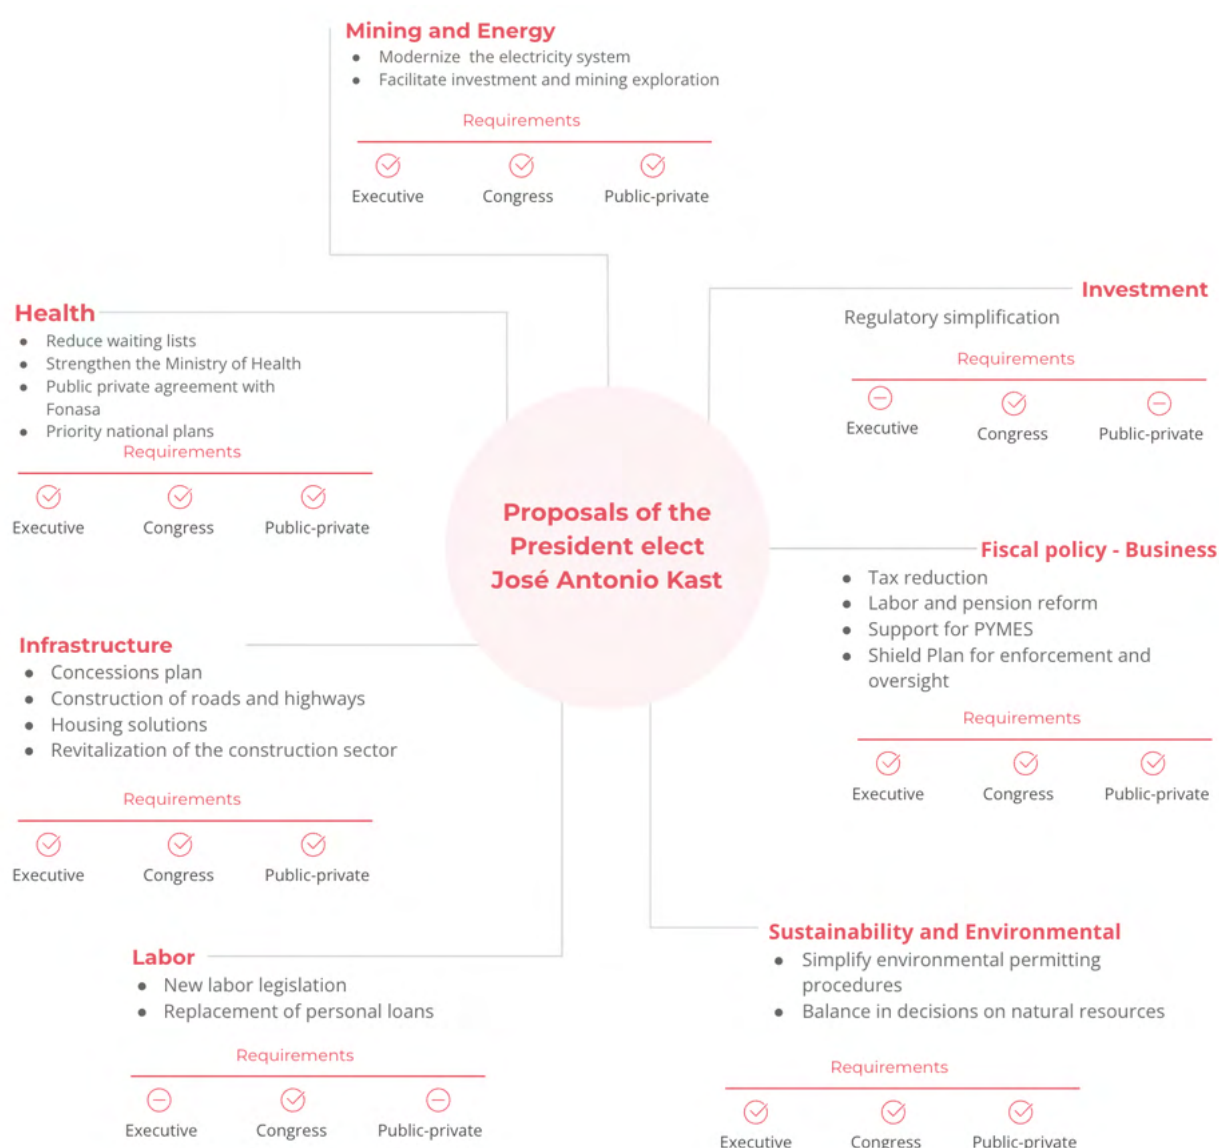 Mining and Energy
● Modernize the electricity system
● Facilitate investment and mining exploration
Requirements
Executive Congress Public-private
Health
● Reduce waiting lists
● Strengthen the Ministry of Health
● Public private agreement with
Fonasa
● Priority national plans
Requirements
Executive Congress Public-private
Investment
Regulatory simplification
Requirements
Executive Congress Public-private
Proposals of the
President elect
José Antonio Kast
Fiscal policy - Business
● Tax reduction
● Labor and pension reform
● Support for PYMES
● Shield Plan for enforcement and
oversight
Requirements
Executive Congress Public-private
Infrastructure
● Concessions plan
● Construction of roads and highways
● Housing solutions
● Revitalization of the construction sector
Requirements
Executive Congress Public-private
Labor
● New labor legislation
● Replacement of personal loans
Requirements
Executive Congress Public-private
Sustainability and Environmental
● Simplify environmental permitting
procedures
● Balance in decisions on natural resources
Requirements
Executive Congress Public-private